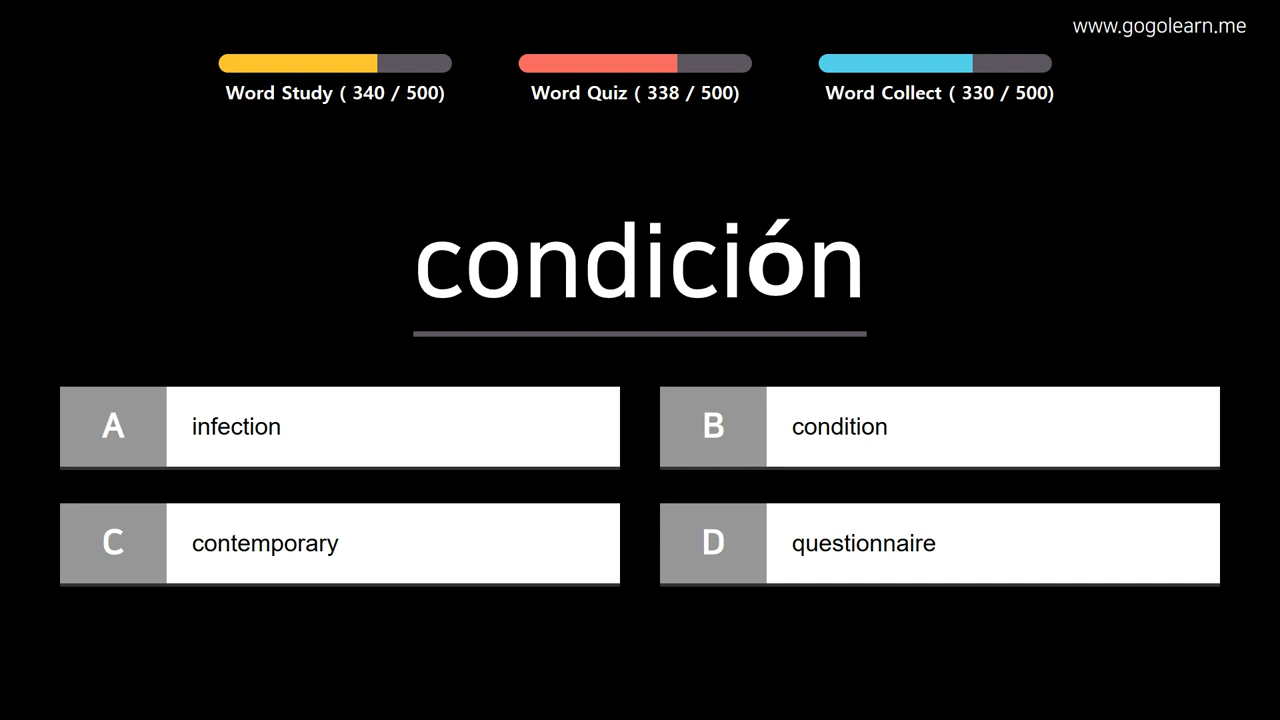 www.gogolearn.me
Word Study ( 340 / 500)
Word Quiz ( 338 / 500)
Word Collect ( 330 / 500)
condición
A infection
B condition
C contemporary
D questionnaire